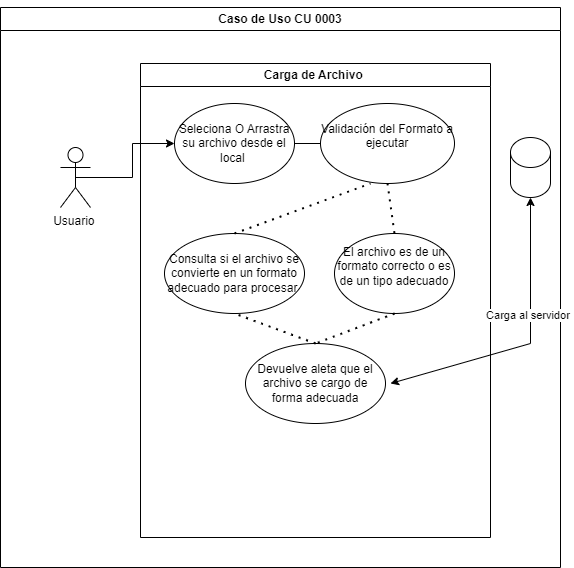 Caso de Uso CU 0003
Carga de Archivo
Selecciona O Arrastra
su archivo desde el
local
Validación del Formato a
ejecutar
Usuario
Consulta si el archivo se
convierte en un formato
adecuado para procesar
El archivo es de un
formato correcto o es
de un tipo adecuado
Carga al servidor
Devuelve aleta que el
archivo se cargo de
forma adecuada